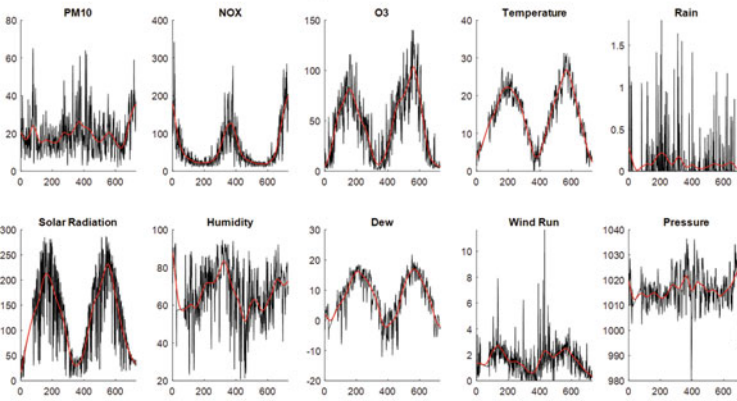 PM10 NOX O3 Temperature Rain
80 400 150 40
60 300 30 1.5
100
40 200 20 1
50
20 100 10 0.5
0 0 0 0 0
0 200 400 600 0 200 400 600 0 200 400 600 0 200 400 600 0 200 400 600
Solar Radiation Humidity Dew Wind Run Pressure
300 100 30 1040
250 20 10 1030
80
200 8 1020
10
150 6 1010
60
100 0 4 1000
40
50 -10 2 990
0 20 -20 0 980
0 200 400 600 0 200 400 600 0 200 400 600 0 200 400 600 0 200 400 600